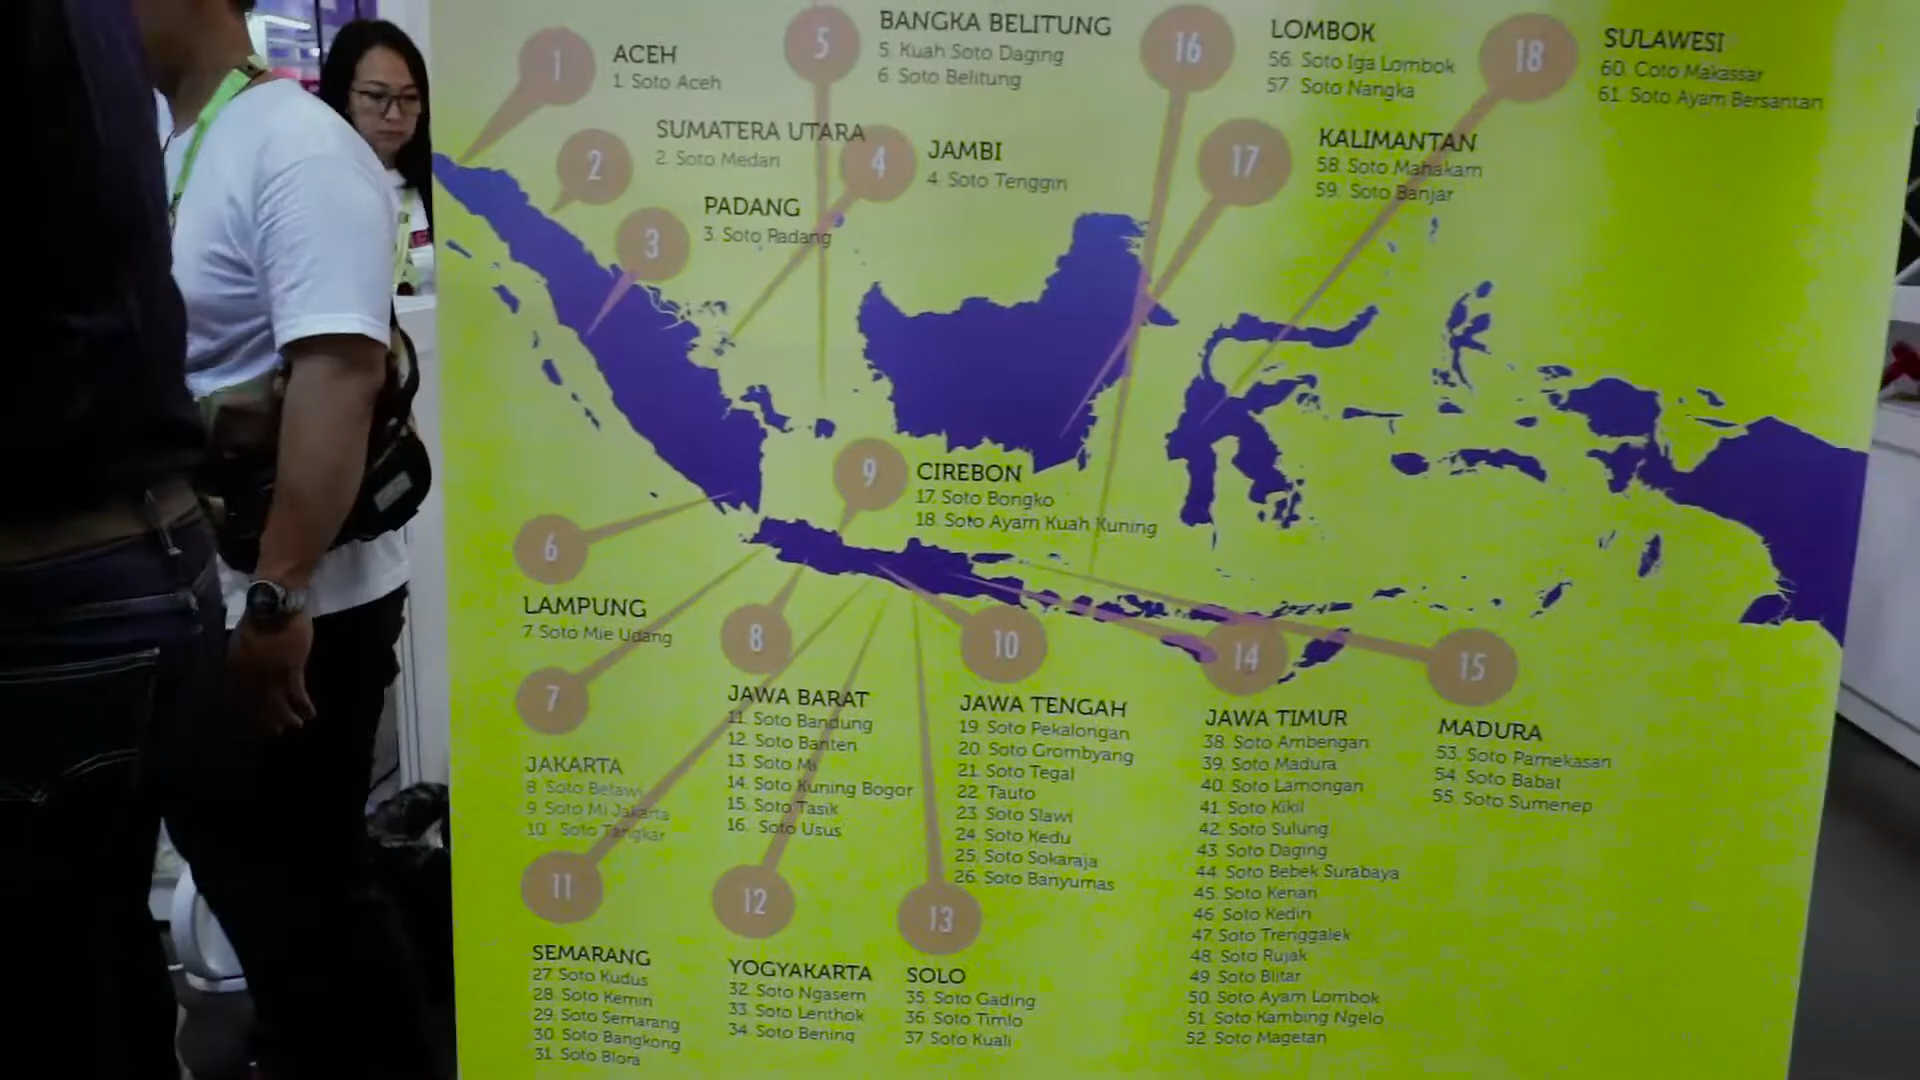 1
ACEH
1. Soto Aceh
2
SUMATERA UTARA
2. Soto Medan
3
PADANG
3. Soto Padang
4
JAMBI
4. Soto Tenggin
5
BANGKA BELITUNG
5. Kuah Soto Daging
6. Soto Belitung
16
LOMBOK
56. Soto Iga Lombok
57. Soto Nangka
17
KALIMANTAN
58. Soto Mahakam
59. Soto Banjar
18
SULAWESI
60. Coto Makassar
61. Soto Ayam Bersantan
6
LAMPUNG
7. Soto Mie Udang
7
JAKARTA
8. Soto Betawi
9. Soto Mi Jakarta
10. Soto Tangkar
8
JAWA BARAT
11. Soto Bandung
12. Soto Banten
13. Soto Mi
14. Soto Kuning Bogor
15. Soto Tasik
16. Soto Usus
9
CIREBON
17. Soto Bongko
18. Soto Ayam Kuah Kuning
10
JAWA TENGAH
19. Soto Pekalongan
20. Soto Grombyang
21. Soto Tegal
22. Tauto
23. Soto Slawi
24. Soto Kedu
25. Soto Sokaraja
26. Soto Banyumas
11
SEMARANG
27. Soto Kudus
28. Soto Kemiri
29. Soto Semarang
30. Soto Bangkong
31. Soto Blora
12
YOGYAKARTA
32. Soto Ngasem
33. Soto Lenthok
34. Soto Bening
13
SOLO
35. Soto Gading
36. Soto Timlo
37. Soto Kuali
14
JAWA TIMUR
38. Soto Ambengan
39. Soto Madura
40. Soto Lamongan
41. Soto Kikil
42. Soto Sulung
43. Soto Daging
44. Soto Bebek Surabaya
45. Soto Kenari
46. Soto Kediri
47. Soto Trenggalek
48. Soto Rujak
49. Soto Blitar
50. Soto Ayam Lombok
51. Soto Kambing Ngelo
52. Soto Magetan
15
MADURA
53. Soto Pamekasan
54. Soto Babat
55. Soto Sumenep